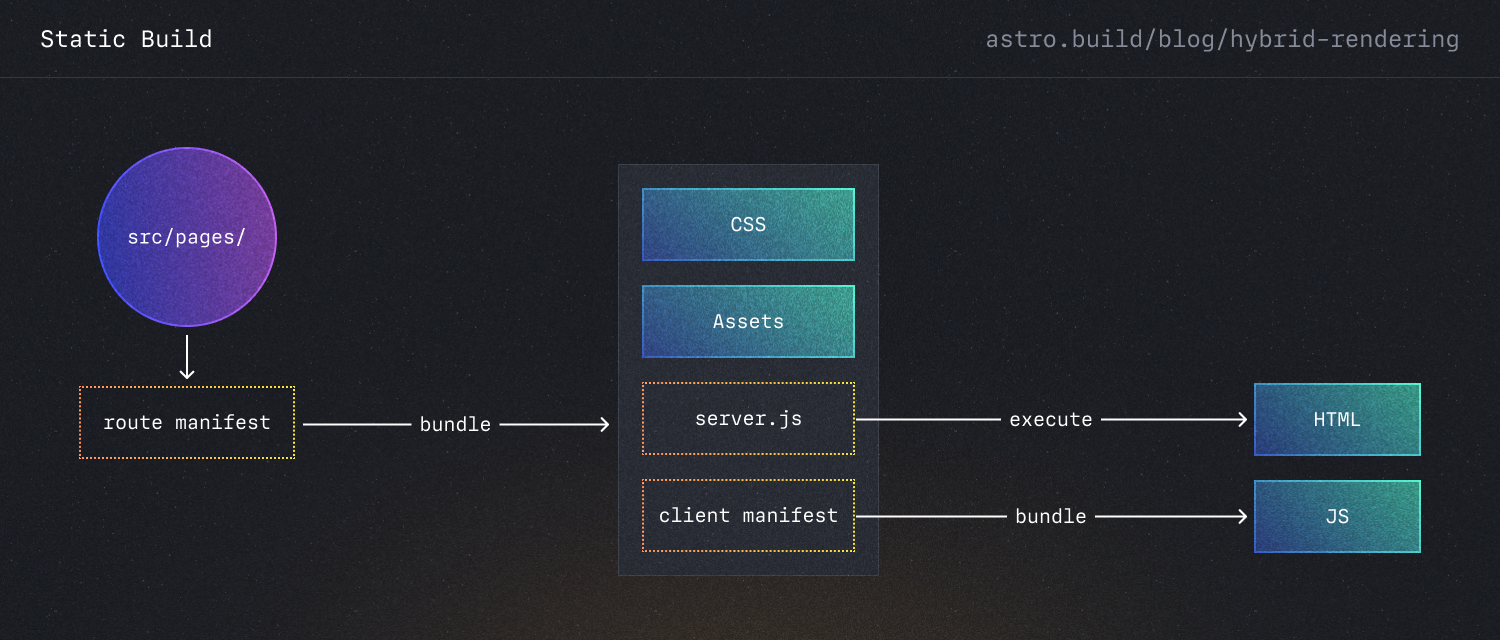 Static Build
astro.build/blog/hybrid-rendering
src/pages/
route manifest
bundle
CSS
Assets
server.js
execute
HTML
client manifest
bundle
JS